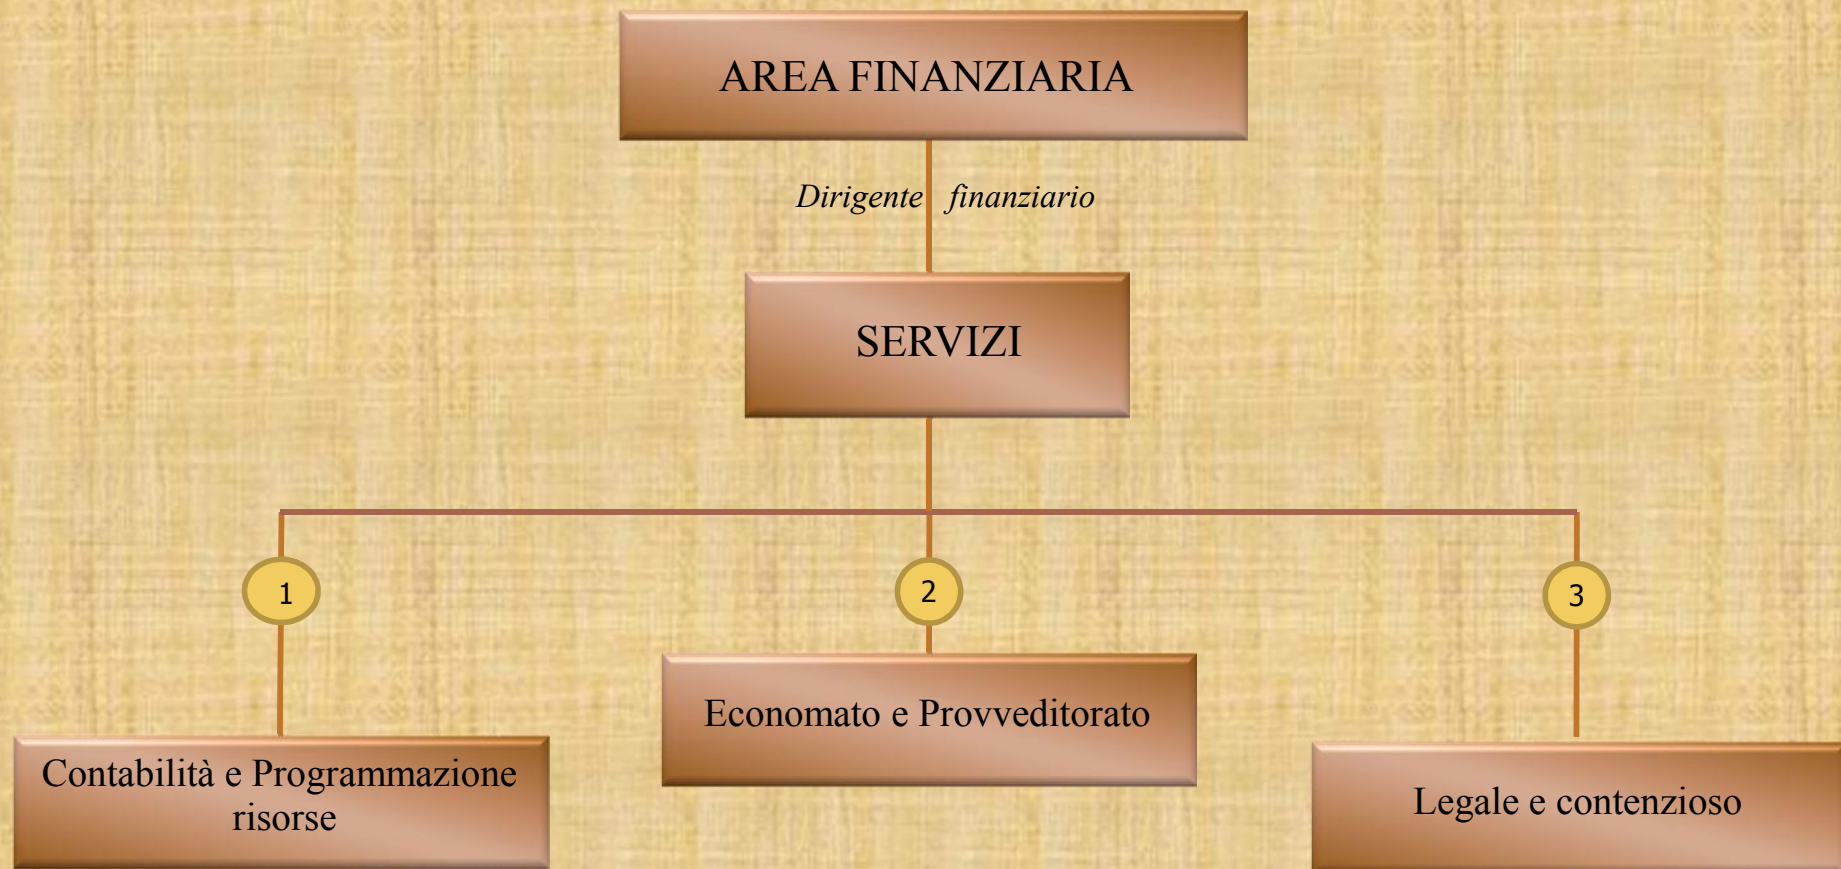 AREA FINANZIARIA
Dirigente finanziario
SERVIZI
1
2
3
Economato e Provveditorato
Contabilità e Programmazione
risorse
Legale e contenzioso